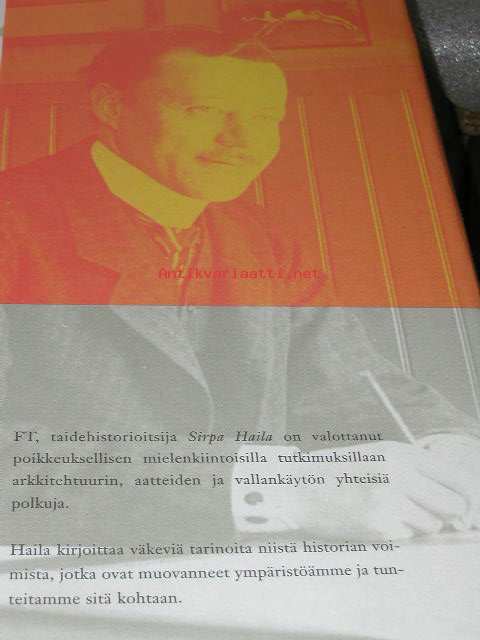 Antikvariaatti.net
FT, taidehistorioitsija Sirpa Haila on valottanut
poikkeuksellisen mielenkiintoisilla tutkimuksillaan
arkkitehtuurin, aatteiden ja vallankäytön yhteisiä
polkuja.
Haila kirjoittaa väkeviä tarinoita niistä historian voi-
mista, jotka ovat muovanneet ympäristöämme ja tun-
teitamme sitä kohtaan.